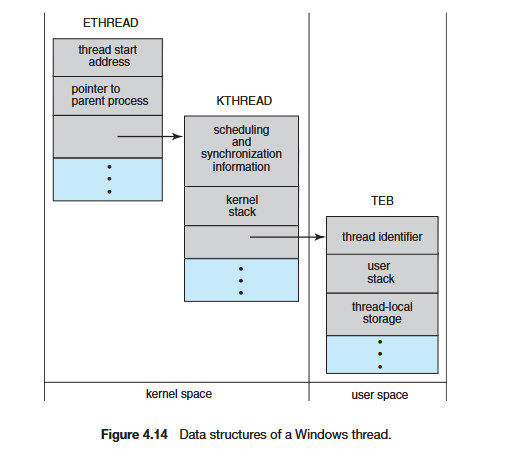 ETHREAD
thread start
address
pointer to
parent process
KTHREAD
scheduling
and
synchronization
information
kernel
stack
TEB
thread identifier
user
stack
thread-local
storage
kernel space
user space
Figure 4.14 Data structures of a Windows thread.